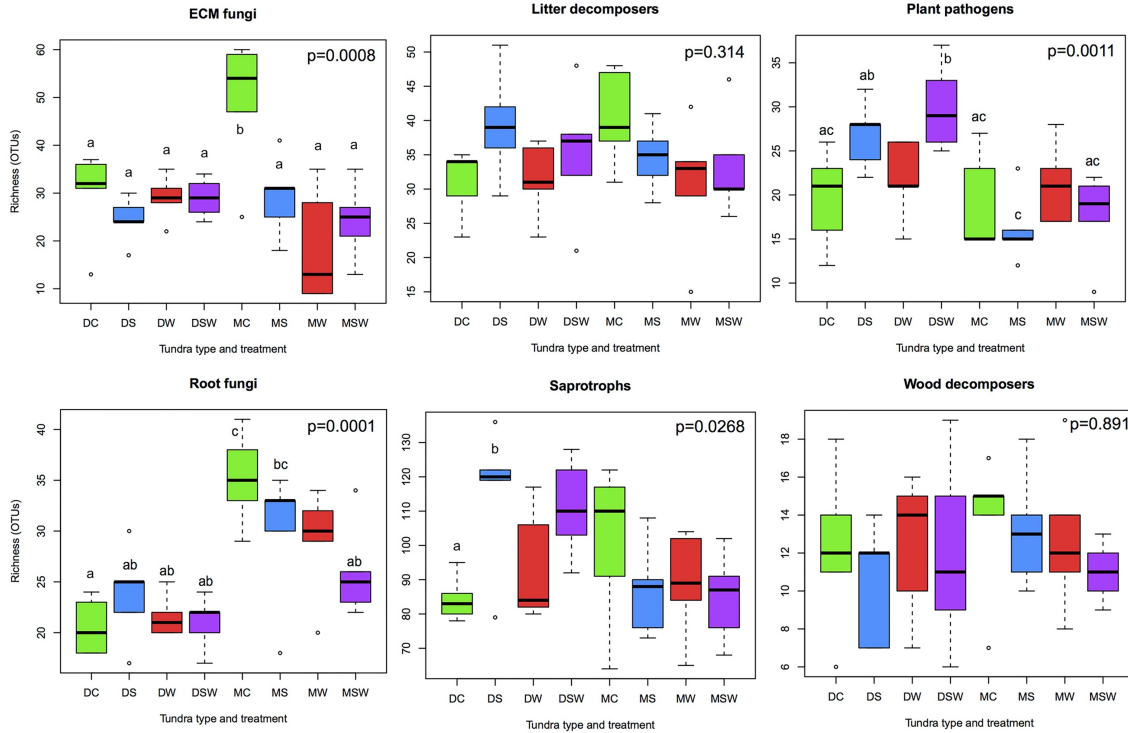 ECM fungi
p=0.0008
Richness (OTUs)
60
50
40
30
20
10
a
a
a
a
b
a
a
a
DC
DS
DW
DSW
MC
MS
MW
MSW
Tundra type and treatment
Litter decomposers
p=0.314
50
45
40
35
30
25
20
15
DC
DS
DW
DSW
MC
MS
MW
MSW
Plant pathogens
p=0.0011
35
30
25
20
15
10
ac
ab
b
ac
c
ac
DC
DS
DW
DSW
MC
MS
MW
MSW
Tundra type and treatment
Root fungi
p=0.0001
Richness (OTUs)
40
35
30
25
20
a
ab
ab
ab
c
bc
ab
DC
DS
DW
DSW
MC
MS
MW
MSW
Tundra type and treatment
Saprotrophs
p=0.0268
130
120
110
100
90
80
70
a
b
DC
DS
DW
DSW
MC
MS
MW
MSW
Tundra type and treatment
Wood decomposers
p=0.891
18
16
14
12
10
8
6
DC
DS
DW
DSW
MC
MS
MW
MSW
Tundra type and treatment